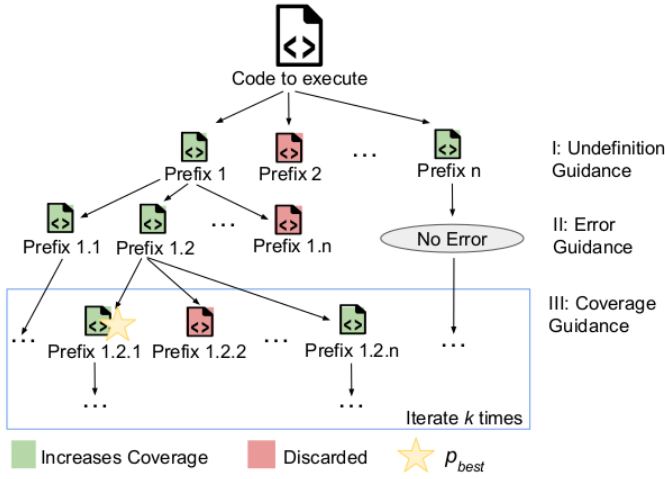 Code to execute
Prefix 1
Prefix 2
...
Prefix n
I: Undefinition
Guidance
Prefix 1.1
Prefix 1.2
...
Prefix 1.n
No Error
II: Error
Guidance
III: Coverage
Guidance
...
Prefix 1.2.1
Prefix 1.2.2
...
Prefix 1.2.n
...
...
...
Iterate k times
Increases Coverage
Discarded
p_best